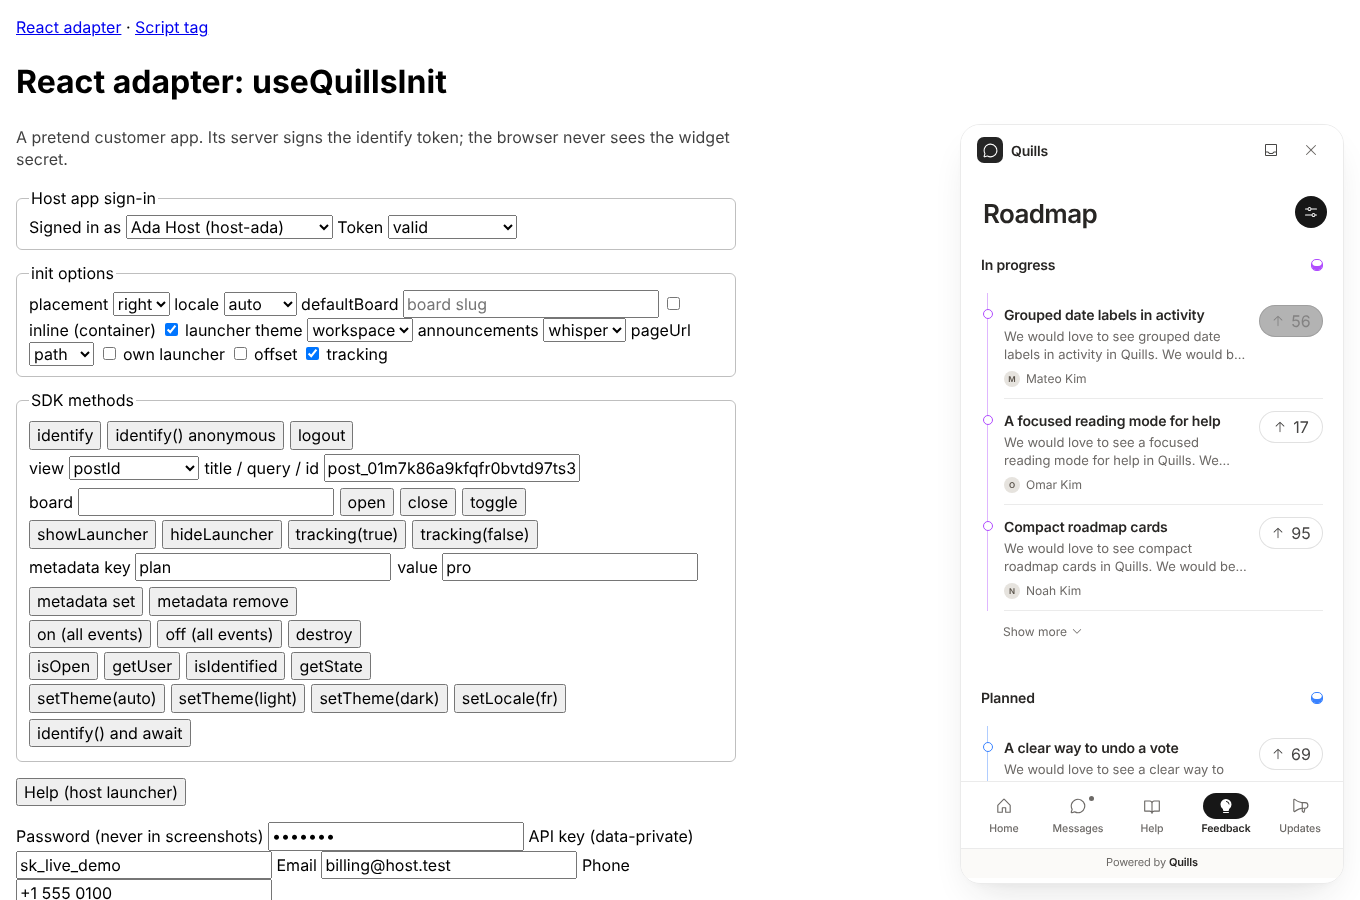 React adapter · Script tag
React adapter: useQuillsInit
A pretend customer app. Its server signs the identify token; the browser never sees the widget
secret.
Host app sign-in
Signed in as Ada Host (host-ada) Token valid
init options
placement right locale auto defaultBoard board slug
inline (container) launcher theme workspace announcements whisper pageUrl
path own launcher offset tracking
SDK methods
identify identify() anonymous logout
view postId title / query / id post_01m7k86a9kfqfr0bvtd97ts3
board open close toggle
showLauncher hideLauncher tracking(true) tracking(false)
metadata key plan value pro
metadata set metadata remove
on (all events) off (all events) destroy
isOpen getUser isIdentified getState
setTheme(auto) setTheme(light) setTheme(dark) setLocale(fr)
identify() and await
Help (host launcher)
Password (never in screenshots) ••••••• API key (data-private)
sk_live_demo Email billing@host.test Phone
+1 555 0100
Quills
Roadmap
In progress
Grouped date labels in activity
We would love to see grouped date
labels in activity in Quills. We would b...
M Mateo Kim
↑ 56
A focused reading mode for help
We would love to see a focused
reading mode for help in Quills. We...
O Omar Kim
↑ 17
Compact roadmap cards
We would love to see compact
roadmap cards in Quills. We would be...
N Noah Kim
↑ 95
Show more
Planned
A clear way to undo a vote
We would love to see a clear way to
↑ 69
Home Messages Help Feedback Updates
Powered by Quills